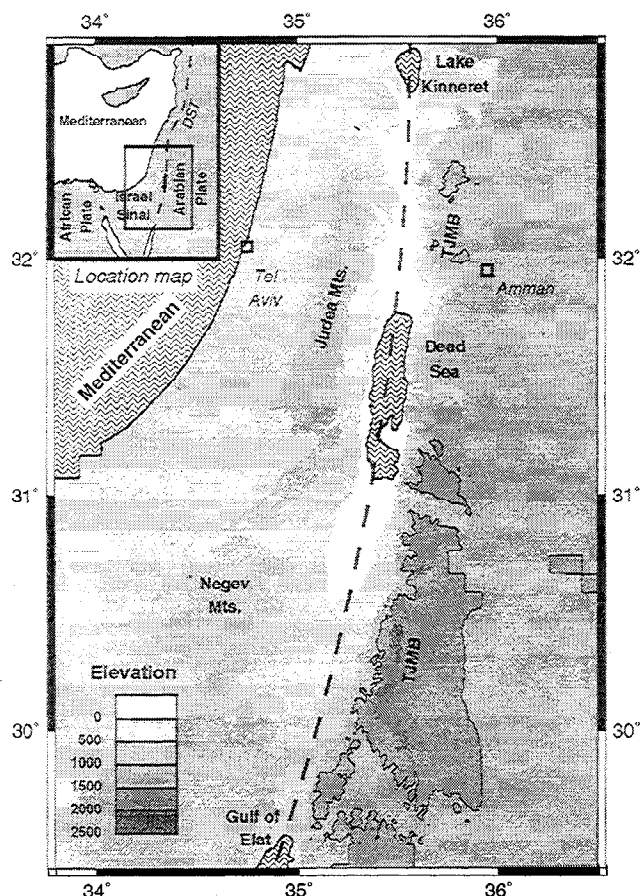 34°
35°
36°
Lake
Kinneret
Mediterranean
DST
African
Plate
Israel
Sinai
Arabian
Plate
32°
32°
Location map
Tel
Aviv
TJMB
Amman
Judea Mts.
Mediterranean
Dead
Sea
31°
31°
Negev
Mts.
TJMB
Elevation
0
500
1000
1500
2000
2500
30°
30°
Gulf of
Elat
34°
35°
36°